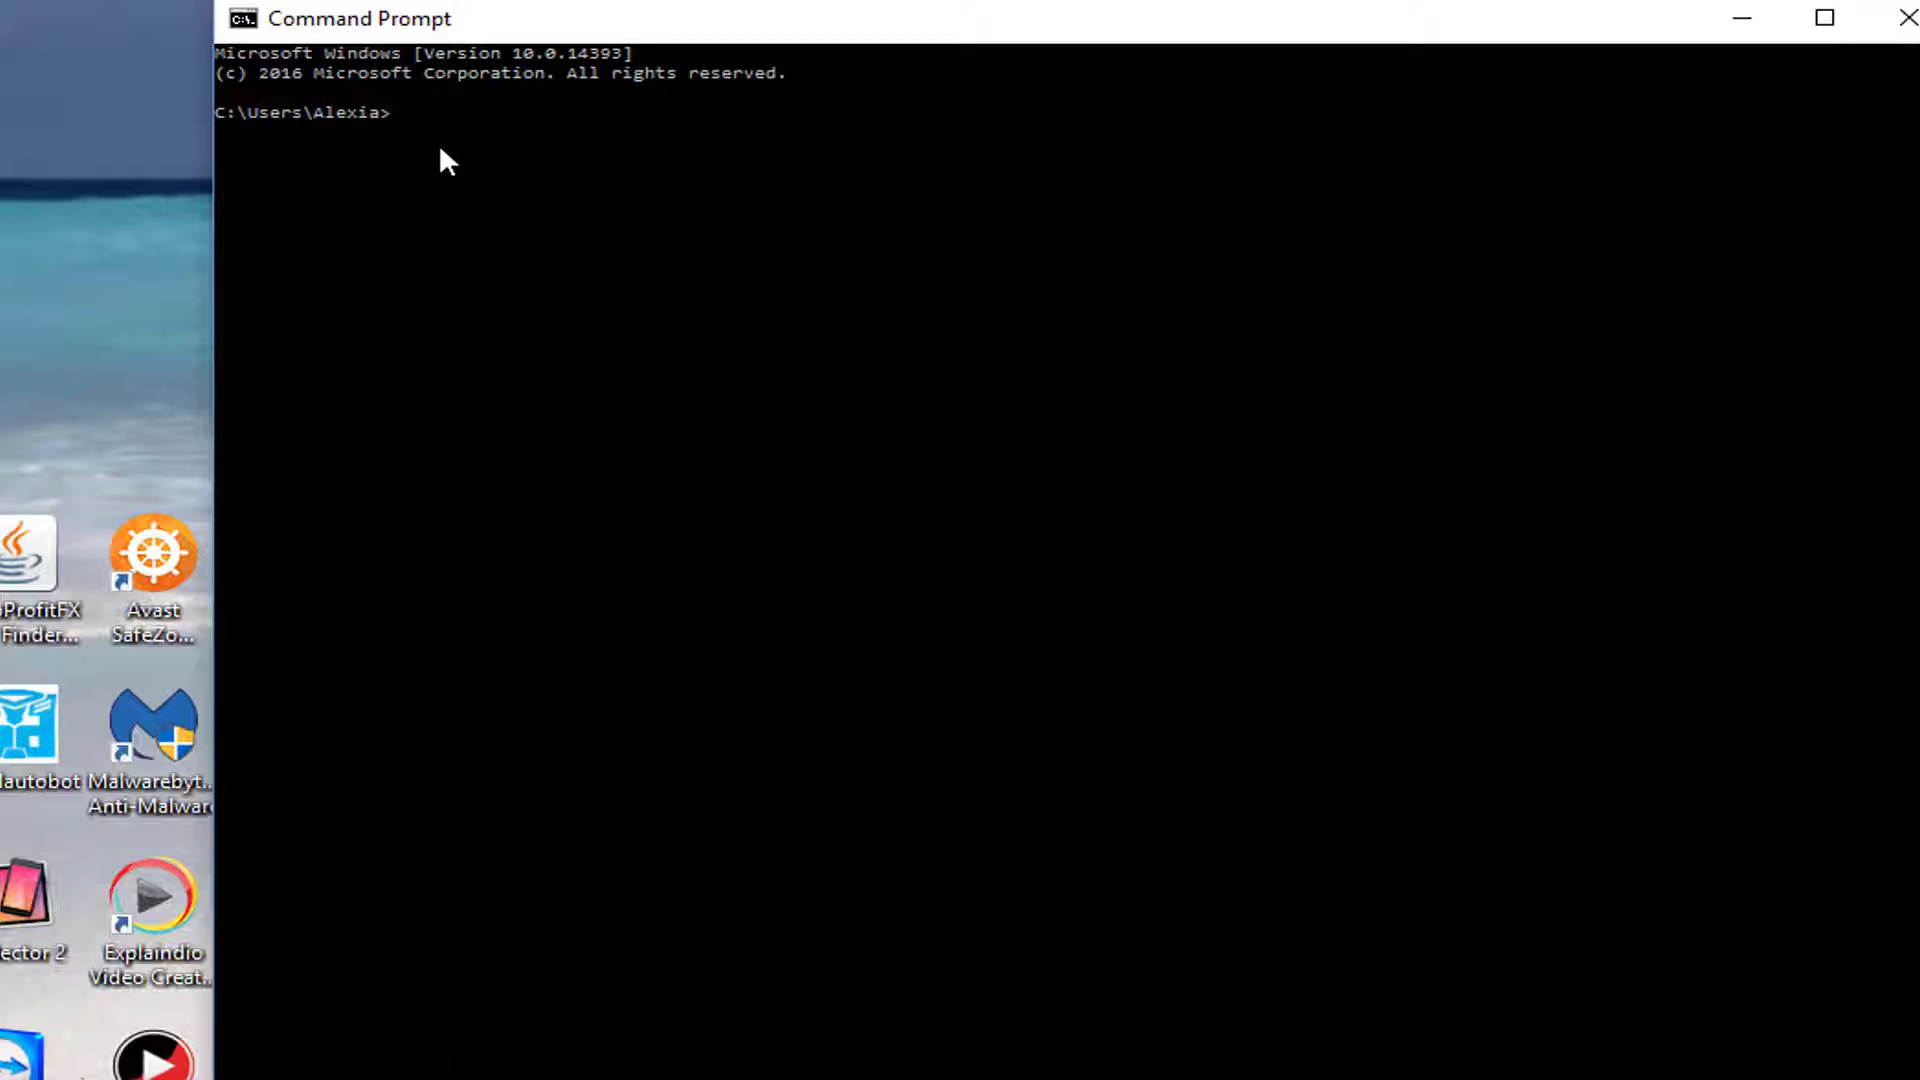 Command Prompt
Microsoft Windows [Version 10.0.14393]
(c) 2016 Microsoft Corporation. All rights reserved.
C:\Users\Alexia>
ProfitFX
Finder...
Avast
SafeZo...
autobot
Malwarebyt...
Anti-Malwar
ector 2
Explaindio
Video Creat...